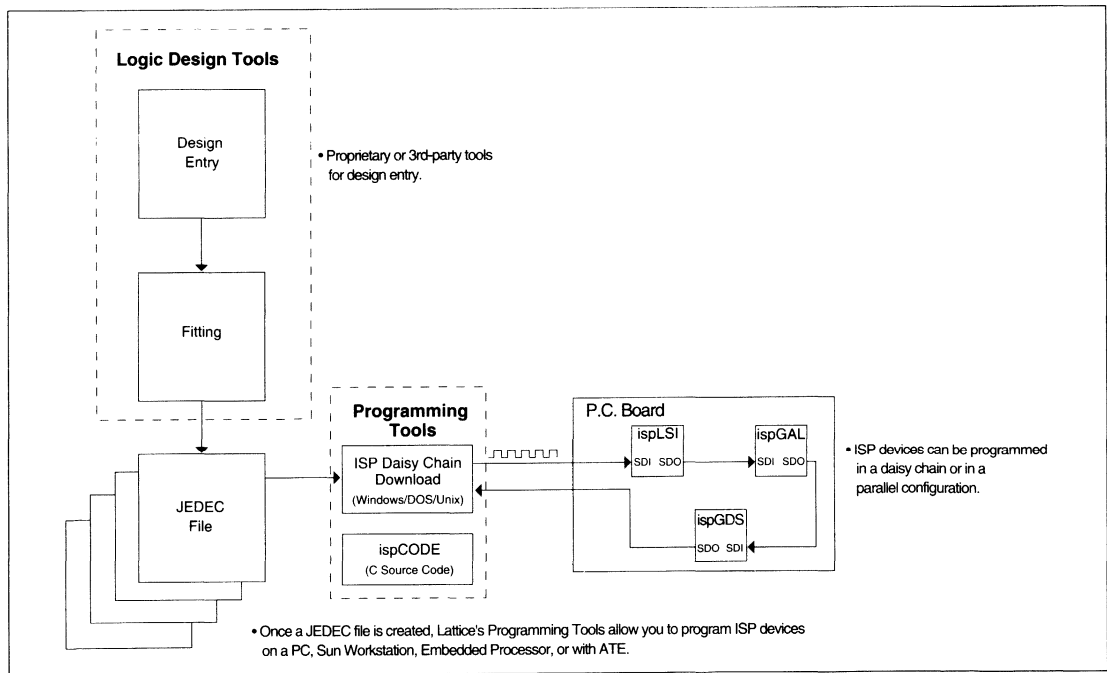 Logic Design Tools
Design
Entry
• Proprietary or 3rd-party tools
for design entry.
Fitting
Programming
Tools
ISP Daisy Chain
Download
(Windows/DOS/Unix)
ispCODE
(C Source Code)
JEDEC
File
P.C. Board
ispLSI
SDI SDO
ispGAL
SDI SDO
ispGDS
SDO SDI
• ISP devices can be programmed
in a daisy chain or in a
parallel configuration.
• Once a JEDEC file is created, Lattice's Programming Tools allow you to program ISP devices
on a PC, Sun Workstation, Embedded Processor, or with ATE.